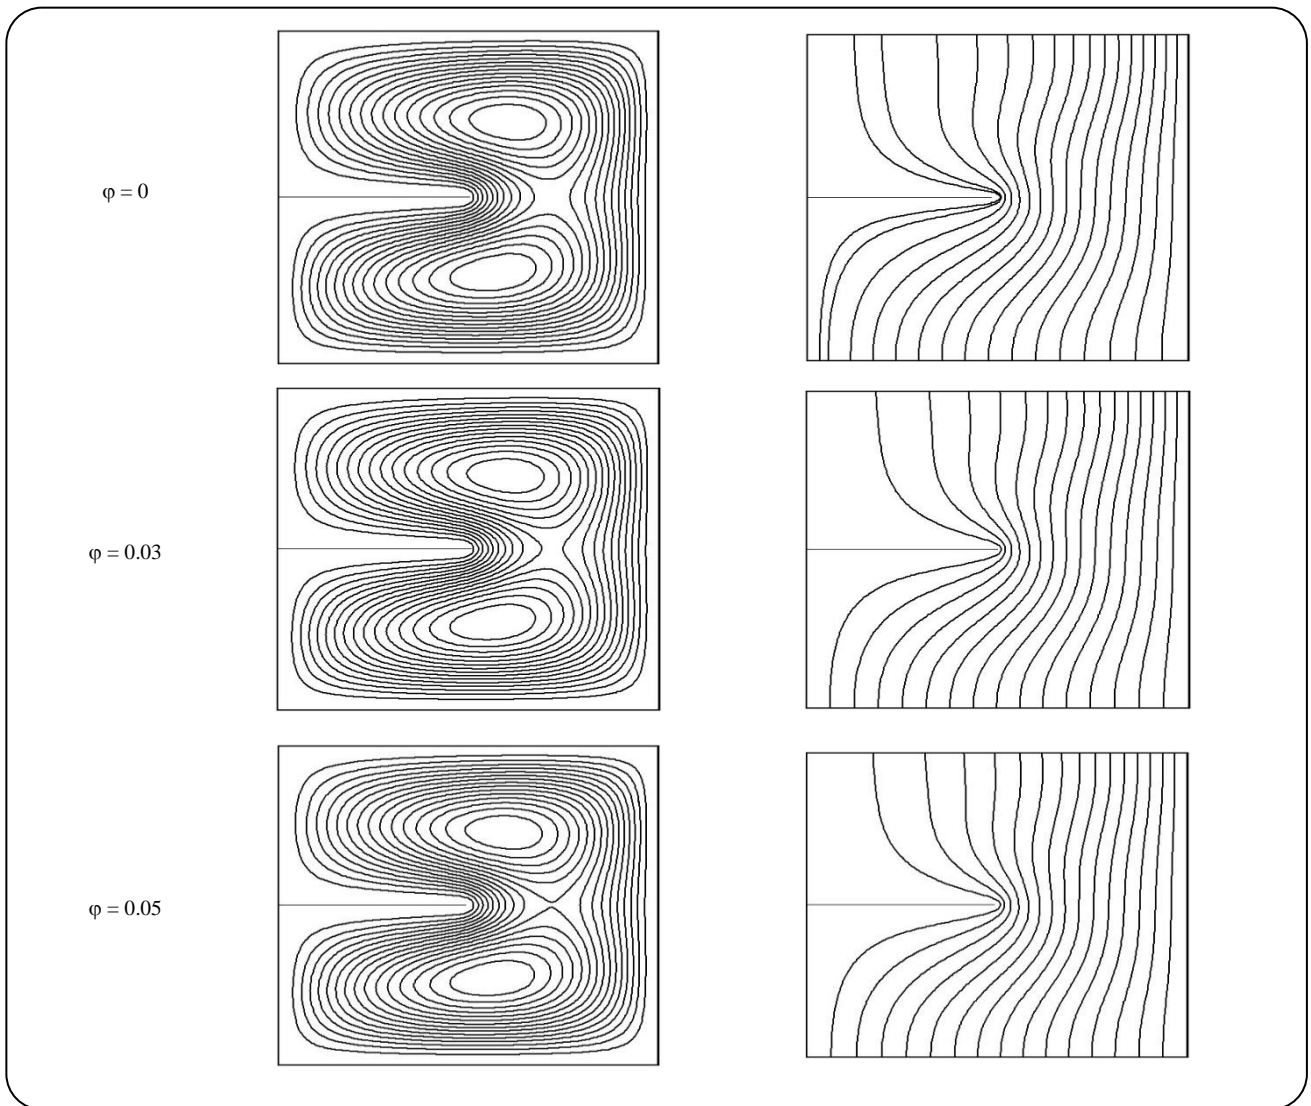 φ = 0
φ = 0.03
φ = 0.05